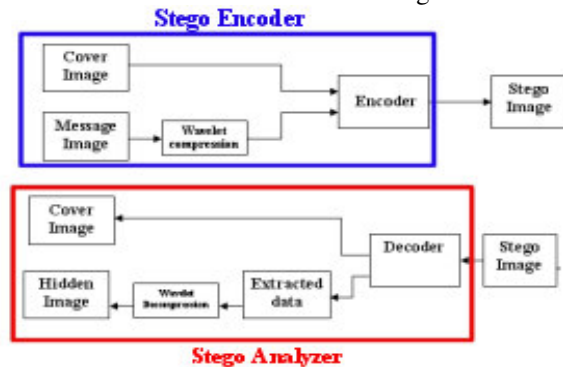 Stego Encoder
Cover
Image
Encoder
Stego
Image
Message
Image
Wavelet
compression
Cover
Image
Decoder
Stego
Image
Hidden
Image
Wavelet
Decompression
Extracted
data
Stego Analyzer